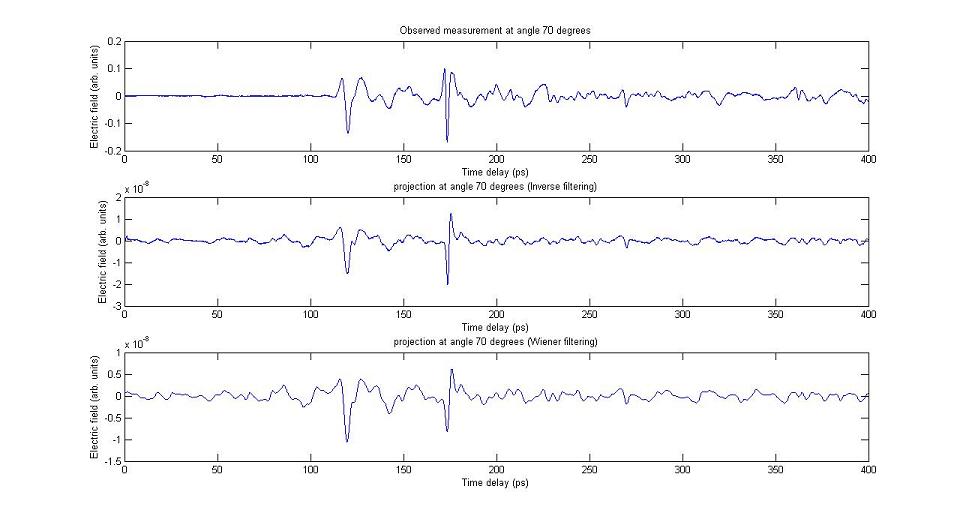 Observed measurement at angle 70 degrees
Electric field (arb. units)
0.2
0.1
0
-0.1
-0.2
0 50 100 150 200 250 300 350 400
Time delay (ps)
projection at angle 70 degrees (Inverse filtering)
x 10^-8
Electric field (arb. units)
2
1
0
-1
-2
-3
0 50 100 150 200 250 300 350 400
Time delay (ps)
projection at angle 70 degrees (Wiener filtering)
x 10^-8
Electric field (arb. units)
1
0.5
0
-0.5
-1
-1.5
0 50 100 150 200 250 300 350 400
Time delay (ps)